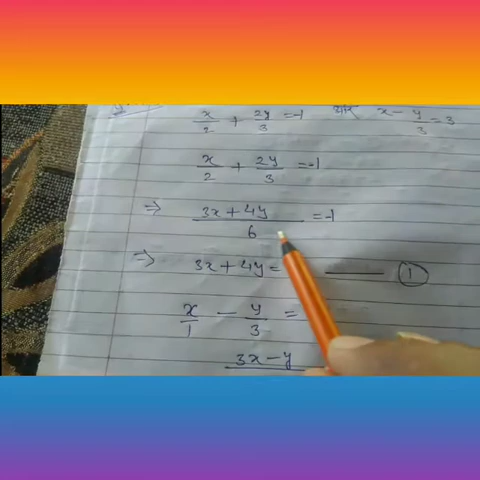 x/2 + 2y/3 = -1 और x - y/3 = 3
x/2 + 2y/3 = -1
⇒ (3x + 4y)/6 = -1
⇒ 3x + 4y = ——— ①
x/1 - y/3 =
3x - y